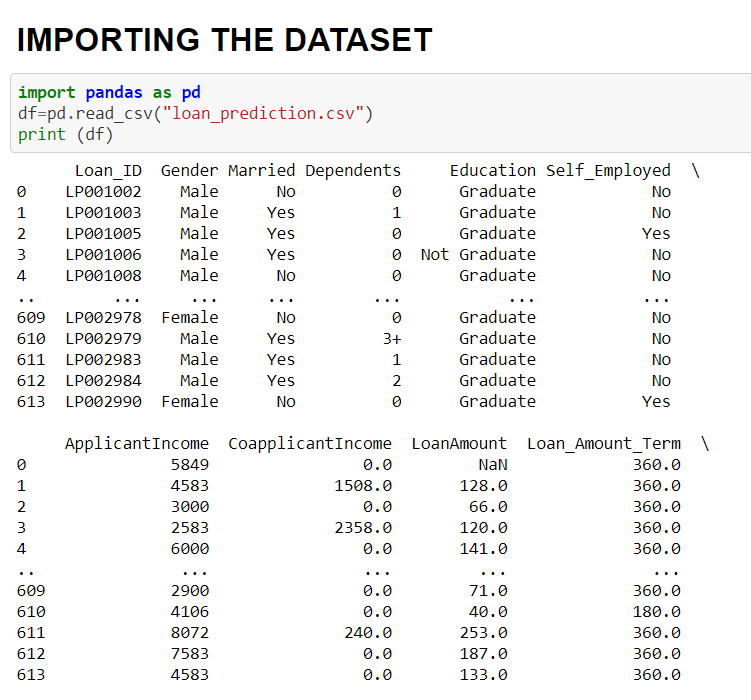 IMPORTING THE DATASET
import pandas as pd
df=pd.read_csv("loan_prediction.csv")
print (df)
Loan_ID Gender Married Dependents Education Self_Employed \
0 LP001002 Male No 0 Graduate No
1 LP001003 Male Yes 1 Graduate No
2 LP001005 Male Yes 0 Graduate Yes
3 LP001006 Male Yes 0 Not Graduate No
4 LP001008 Male No 0 Graduate No
.. ... ... ... ... ... ...
609 LP002978 Female No 0 Graduate No
610 LP002979 Male Yes 3+ Graduate No
611 LP002983 Male Yes 1 Graduate No
612 LP002984 Male Yes 2 Graduate No
613 LP002990 Female No 0 Graduate Yes
ApplicantIncome CoapplicantIncome LoanAmount Loan_Amount_Term \
0 5849 0.0 NaN 360.0
1 4583 1508.0 128.0 360.0
2 3000 0.0 66.0 360.0
3 2583 2358.0 120.0 360.0
4 6000 0.0 141.0 360.0
.. ... ... ... ...
609 2900 0.0 71.0 360.0
610 4106 0.0 40.0 180.0
611 8072 240.0 253.0 360.0
612 7583 0.0 187.0 360.0
613 4583 0.0 133.0 360.0